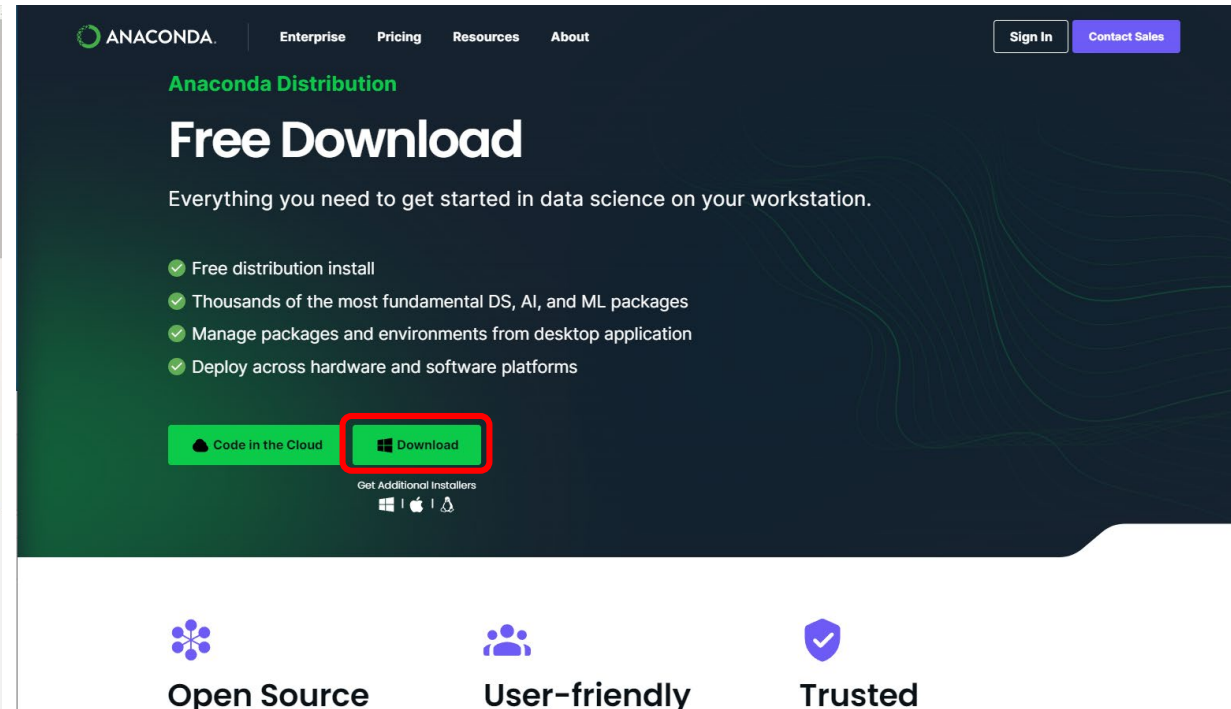 ANACONDA.
Enterprise Pricing Resources About
Sign In
Contact Sales
Anaconda Distribution
Free Download
Everything you need to get started in data science on your workstation.
Free distribution install
Thousands of the most fundamental DS, AI, and ML packages
Manage packages and environments from desktop application
Deploy across hardware and software platforms
Code in the Cloud
Download
Get Additional Installers
Open Source
User-friendly
Trusted